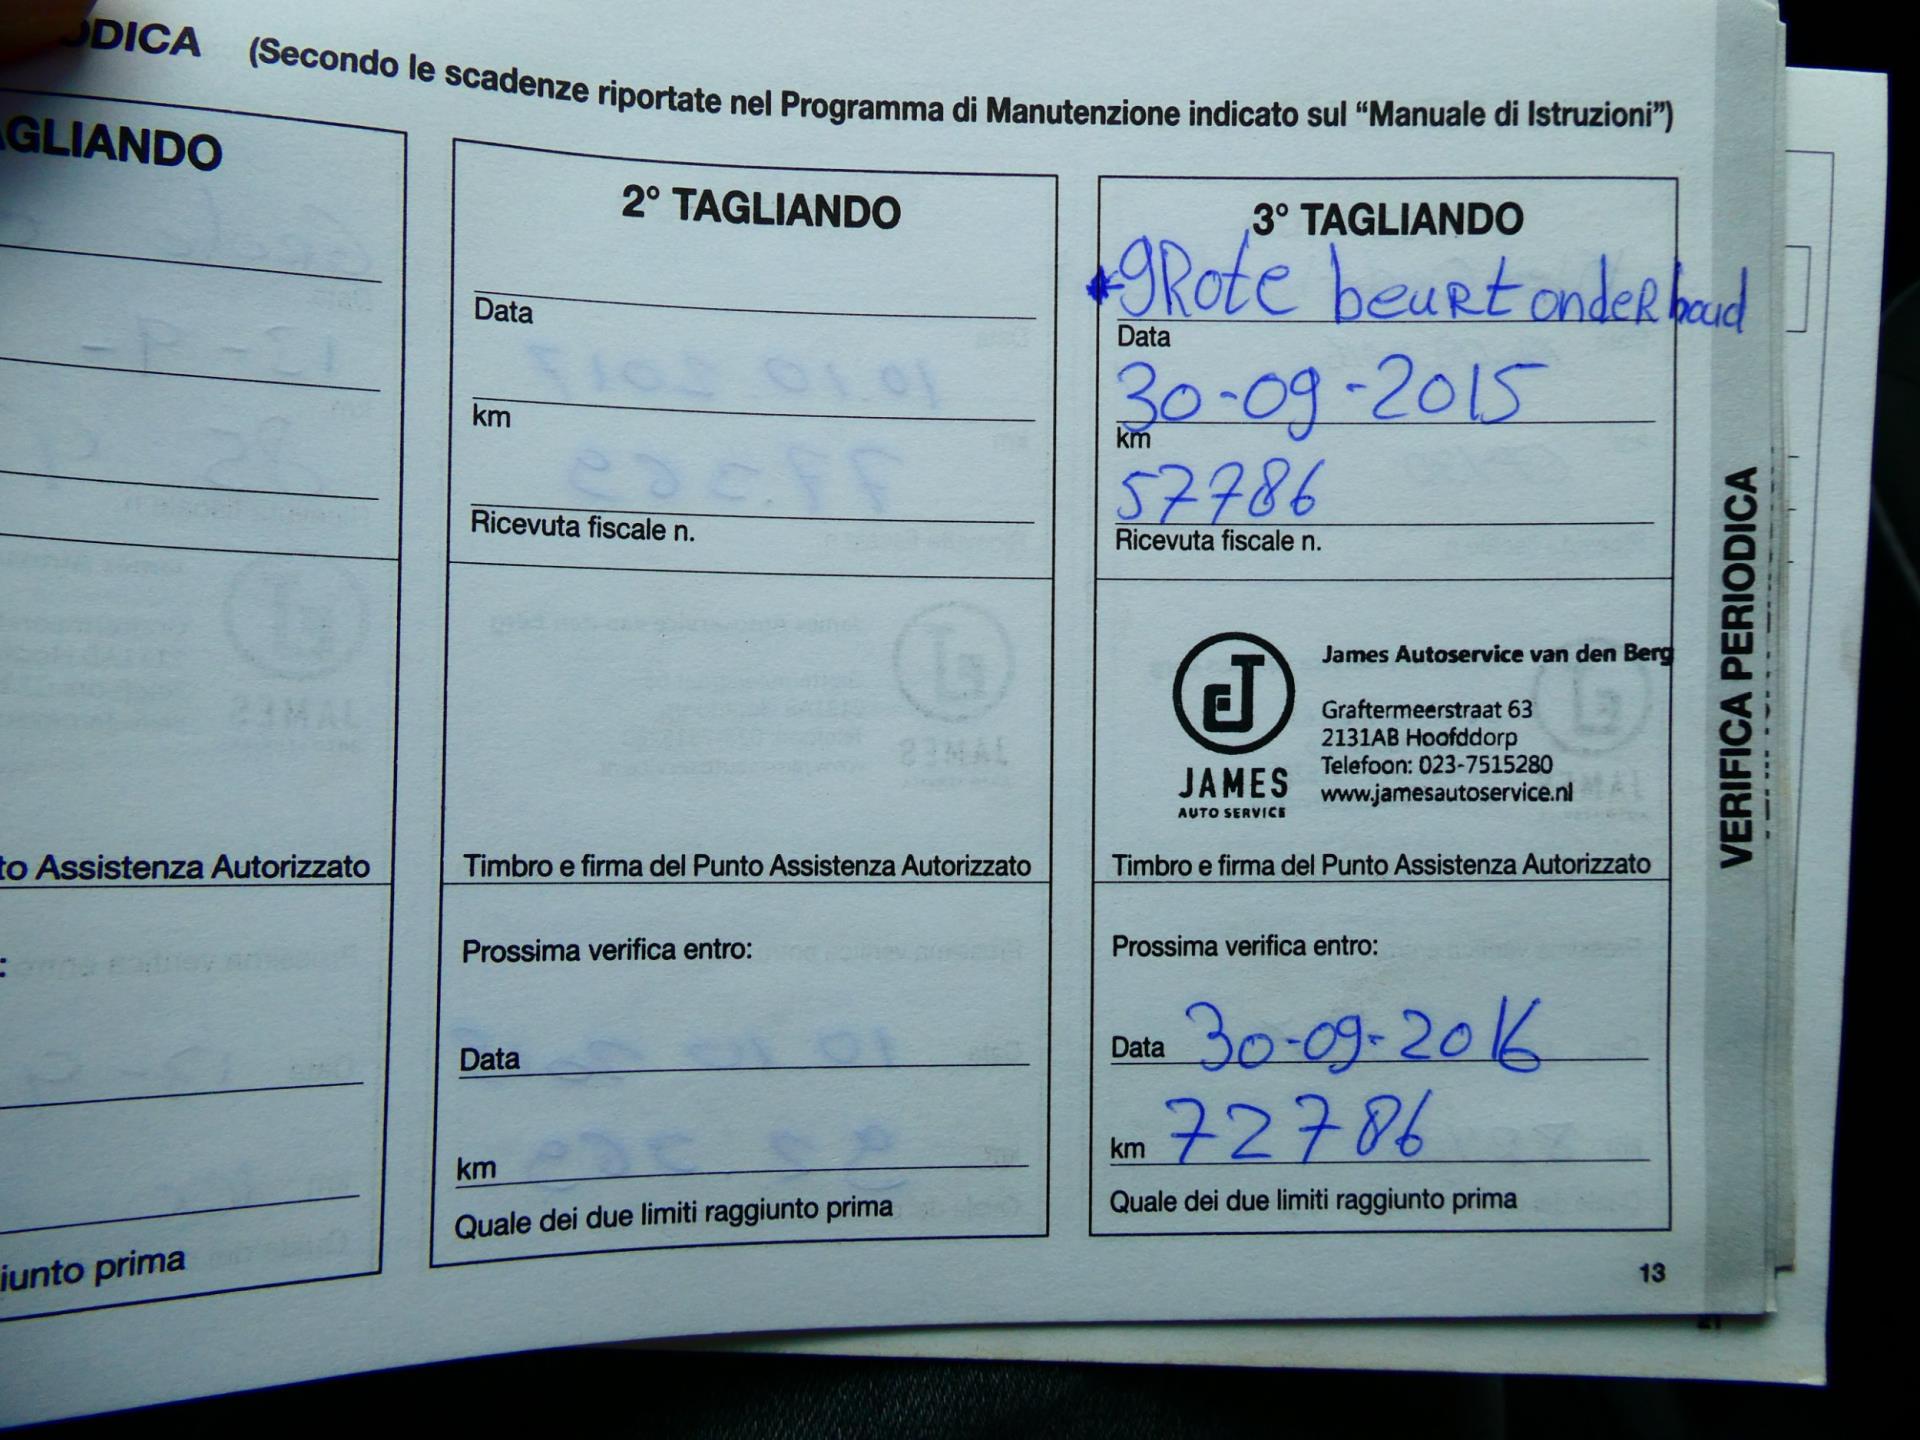 ODICA (Secondo le scadenze riportate nel Programma di Manutenzione indicato sul “Manuale di Istruzioni”)
AGLIANDO
to Assistenza Autorizzato
:
iunto prima
2° TAGLIANDO
Data
km
Ricevuta fiscale n.
Timbro e firma del Punto Assistenza Autorizzato
Prossima verifica entro:
Data
km
Quale dei due limiti raggiunto prima
3° TAGLIANDO
*gRote beuRt ondeRhoud
Data
30-09-2015
km
57786
Ricevuta fiscale n.
JAMES
AUTO SERVICE
James Autoservice van den Berg
Graftermeerstraat 63
2131AB Hoofddorp
Telefoon: 023-7515280
www.jamesautoservice.nl
Timbro e firma del Punto Assistenza Autorizzato
Prossima verifica entro:
Data 30-09-2016
km 72786
Quale dei due limiti raggiunto prima
13
VERIFICA PERIODICA